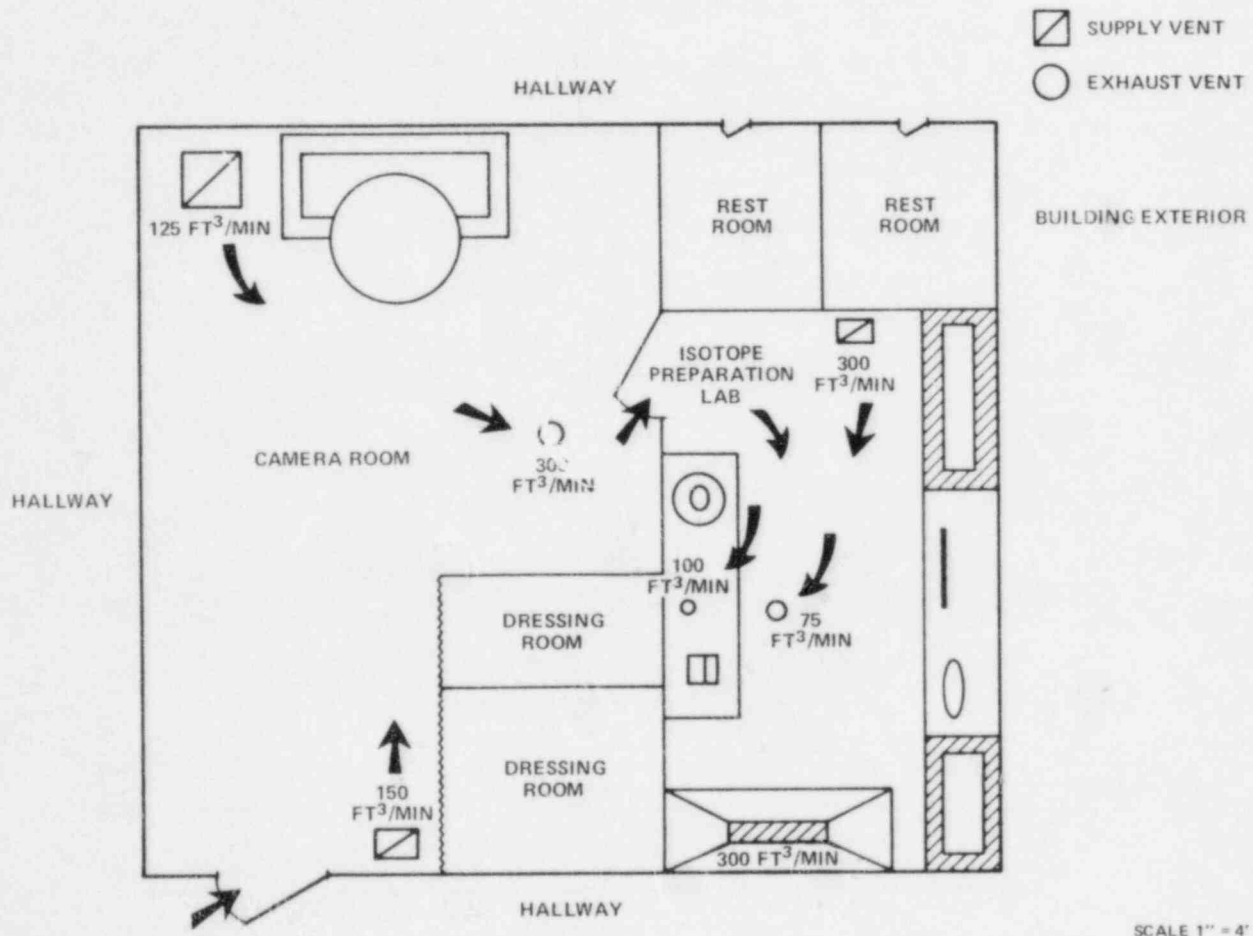 SUPPLY VENT
EXHAUST VENT
HALLWAY
125 FT³/MIN
REST
ROOM
REST
ROOM
BUILDING EXTERIOR
ISOTOPE
PREPARATION
LAB
300
FT³/MIN
CAMERA ROOM
300
FT³/MIN
HALLWAY
100
FT³/MIN
75
FT³/MIN
DRESSING
ROOM
DRESSING
ROOM
150
FT³/MIN
300 FT³/MIN
HALLWAY
SCALE 1" = 4'